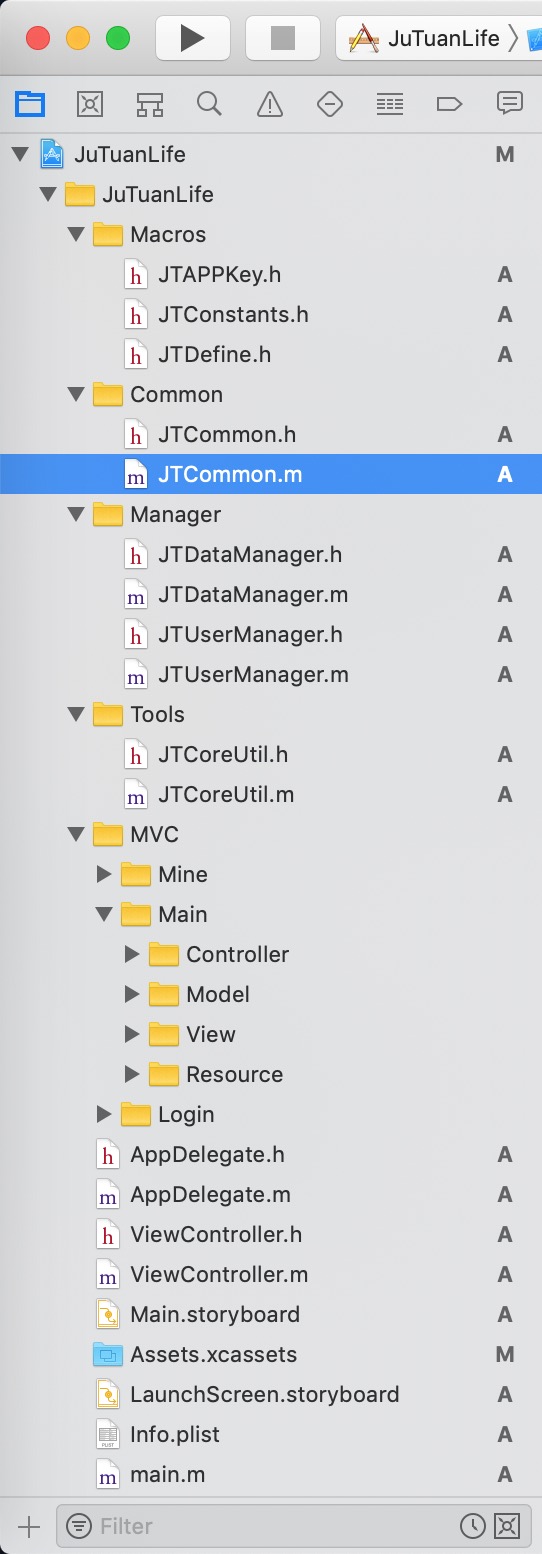 JuTuanLife
JuTuanLife M
JuTuanLife
Macros
h JTAPPKey.h A
h JTConstants.h A
h JTDefine.h A
Common
h JTCommon.h A
m JTCommon.m A
Manager
h JTDataManager.h A
m JTDataManager.m A
h JTUserManager.h A
m JTUserManager.m A
Tools
h JTCoreUtil.h A
m JTCoreUtil.m A
MVC
Mine
Main
Controller
Model
View
Resource
Login
h AppDelegate.h A
m AppDelegate.m A
h ViewController.h A
m ViewController.m A
Main.storyboard A
Assets.xcassets M
LaunchScreen.storyboard A
PLIST Info.plist A
m main.m A
Filter